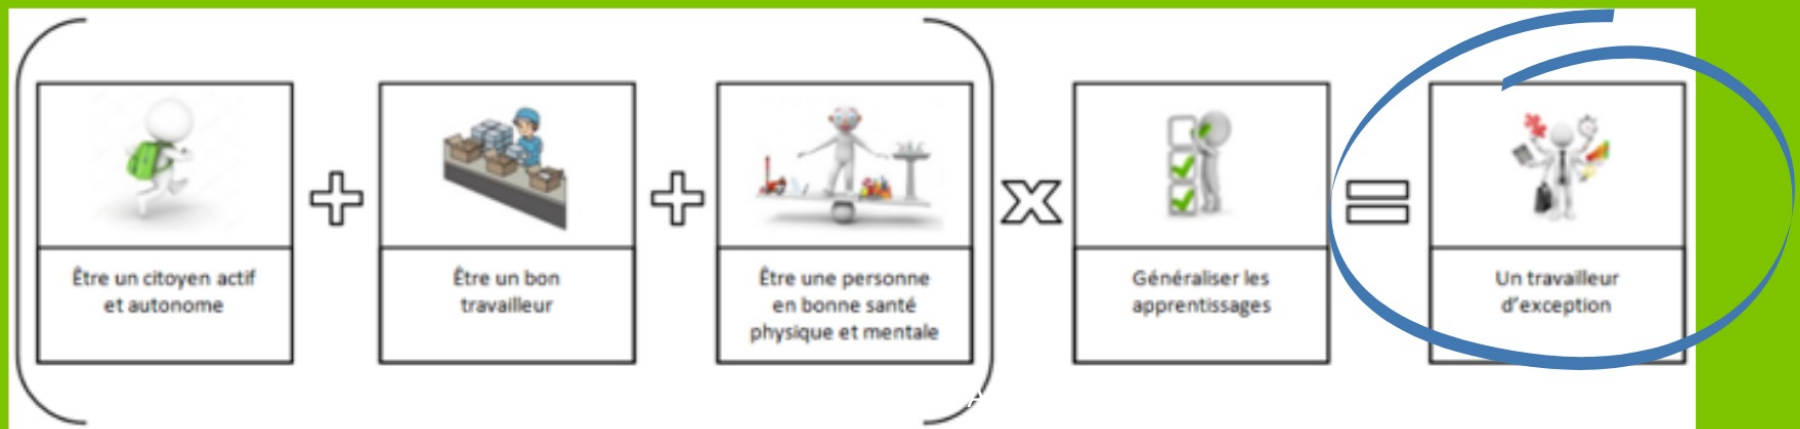 Être un citoyen actif
et autonome
+
Être un bon
travailleur
+
Être une personne
en bonne santé
physique et mentale
x
Généraliser les
apprentissages
=
Un travailleur
d'exception